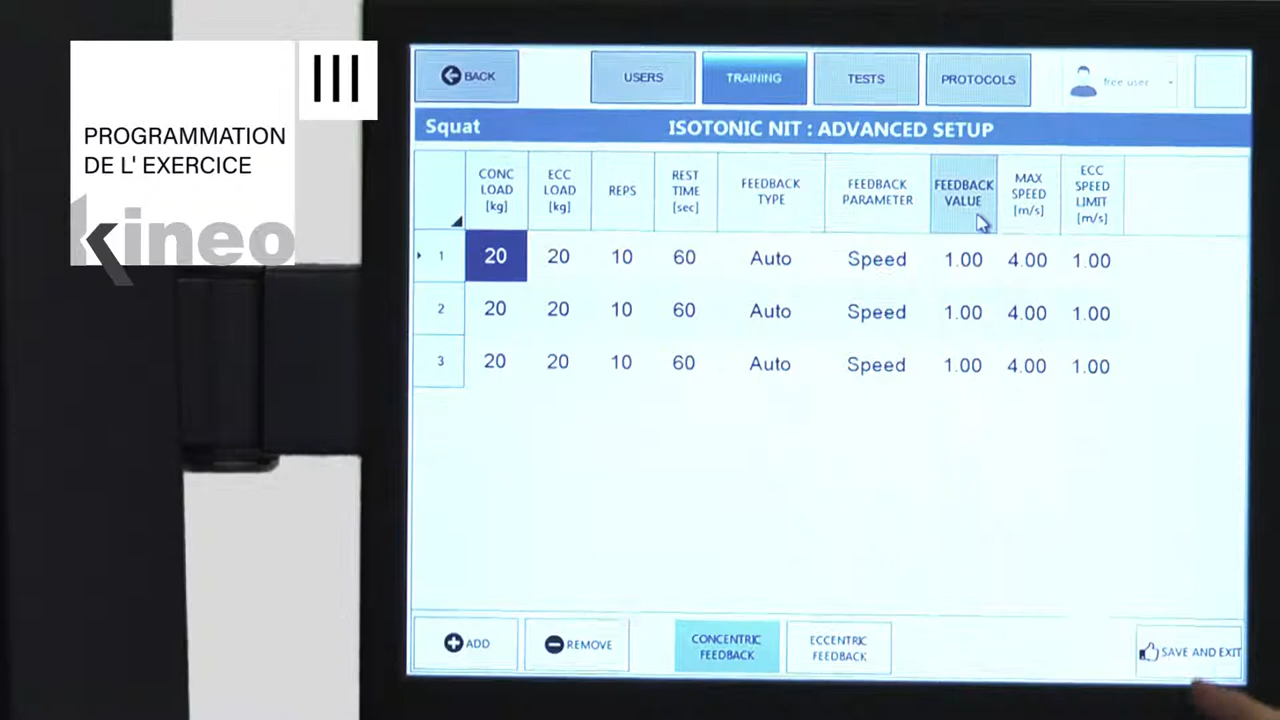 III
PROGRAMMATION
DE L' EXERCICE
kineo
BACK
USERS
TRAINING
TESTS
PROTOCOLS
free user
Squat
ISOTONIC NIT : ADVANCED SETUP
CONC LOAD [kg] ECC LOAD [kg] REPS REST TIME [sec] FEEDBACK TYPE FEEDBACK PARAMETER FEEDBACK VALUE MAX SPEED [m/s] ECC SPEED LIMIT [m/s]
1 20 20 10 60 Auto Speed 1.00 4.00 1.00
2 20 20 10 60 Auto Speed 1.00 4.00 1.00
3 20 20 10 60 Auto Speed 1.00 4.00 1.00
ADD
REMOVE
CONCENTRIC
FEEDBACK
ECCENTRIC
FEEDBACK
SAVE AND EXIT